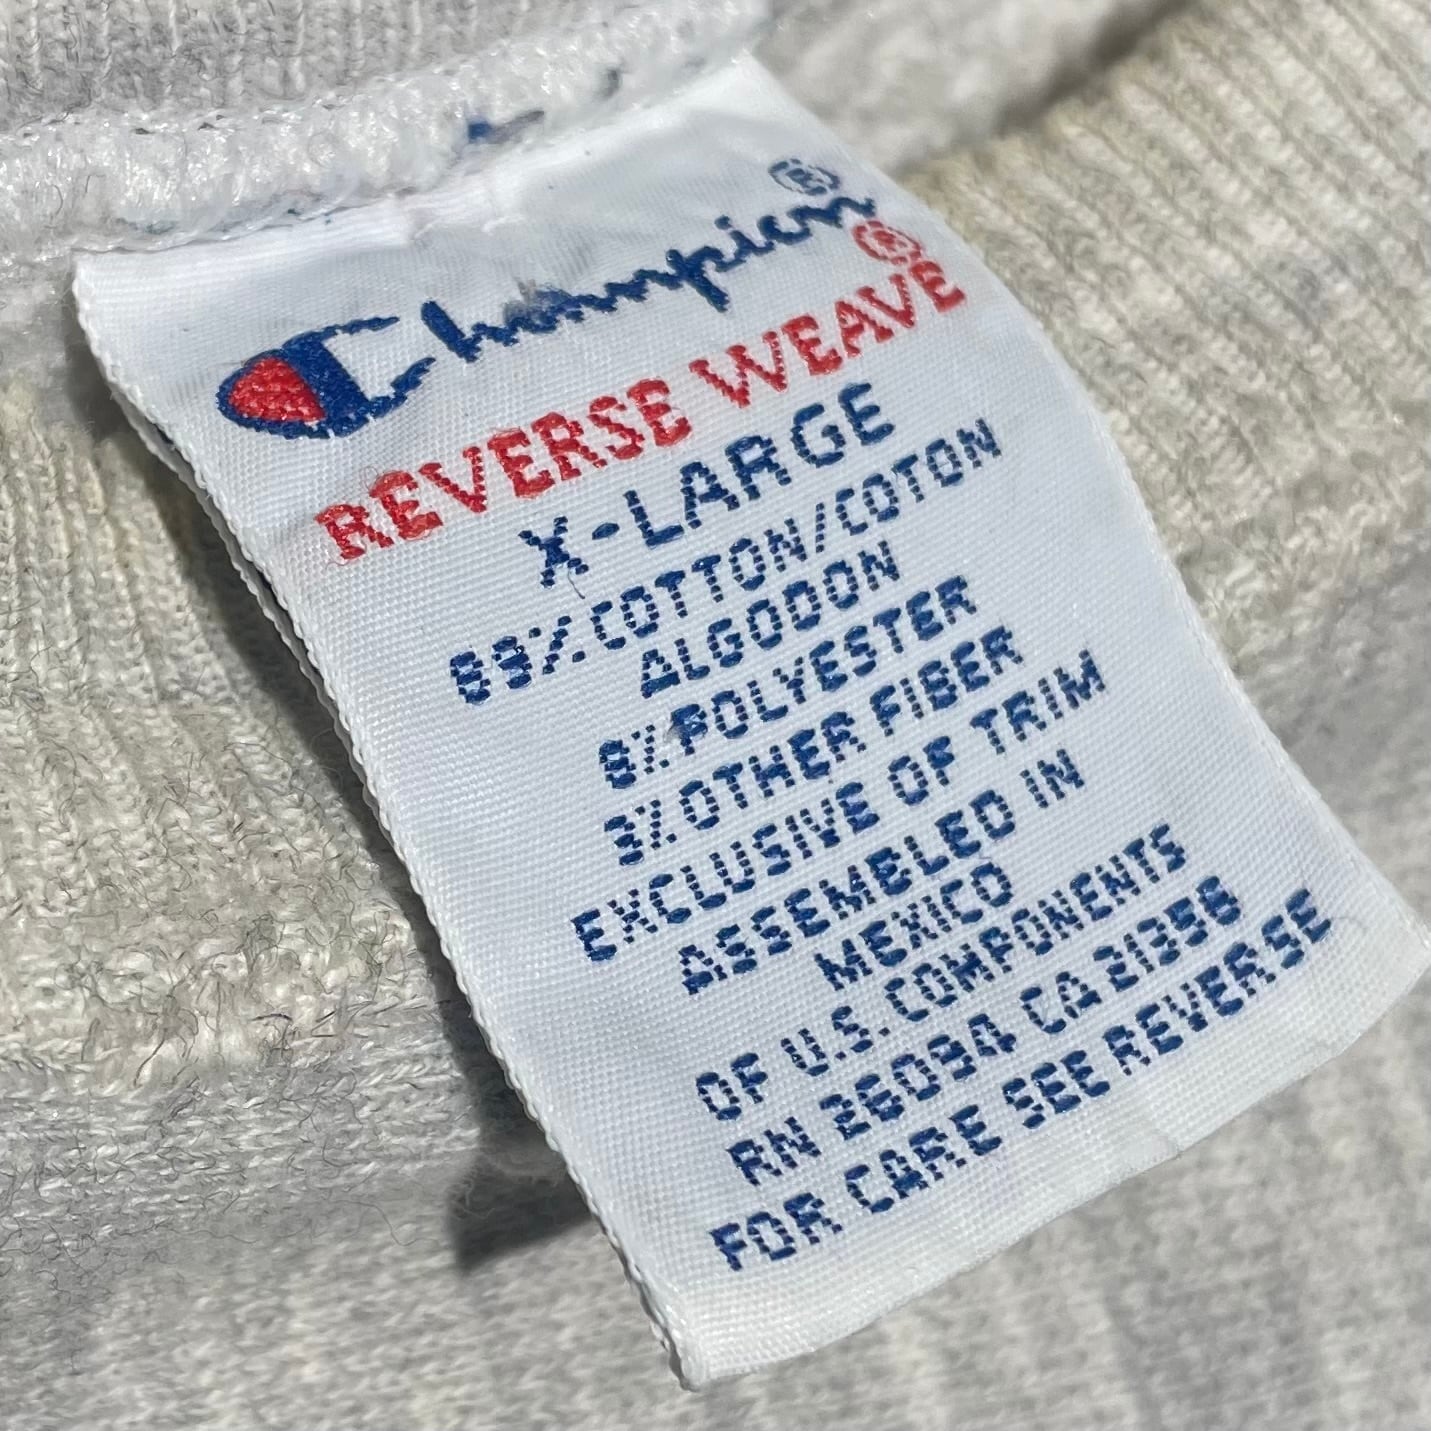 Champion®
REVERSE WEAVE®
X-LARGE
89% COTTON/COTON
ALGODON
8% POLYESTER
3% OTHER FIBER
EXCLUSIVE OF TRIM
ASSEMBLED IN
MEXICO
OF U.S. COMPONENTS
RN 26094 CA 21398
FOR CARE SEE REVERSE